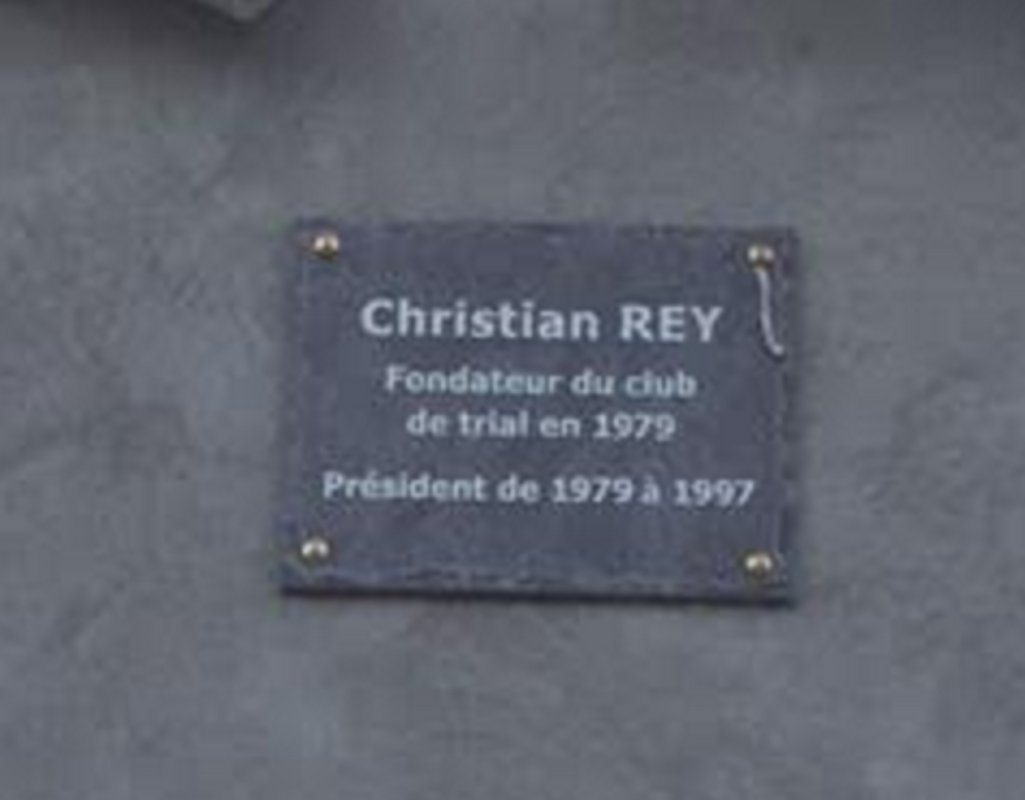 Christian REY
Fondateur du club
de trial en 1979
Président de 1979 à 1997